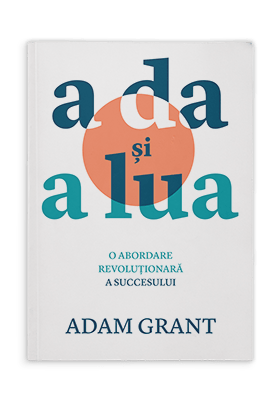 a da
și
a lua
O ABORDARE
REVOLUȚIONARĂ
A SUCCESULUI
ADAM GRANT